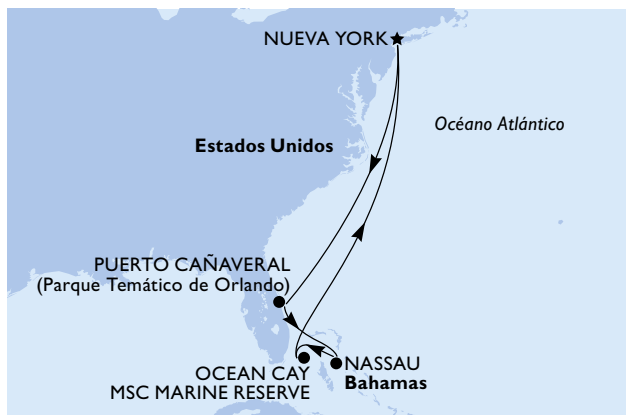 NUEVA YORK
Océano Atlántico
Estados Unidos
PUERTO CAÑAVERAL
(Parque Temático de Orlando)
OCEAN CAY
MSC MARINE RESERVE
NASSAU
Bahamas